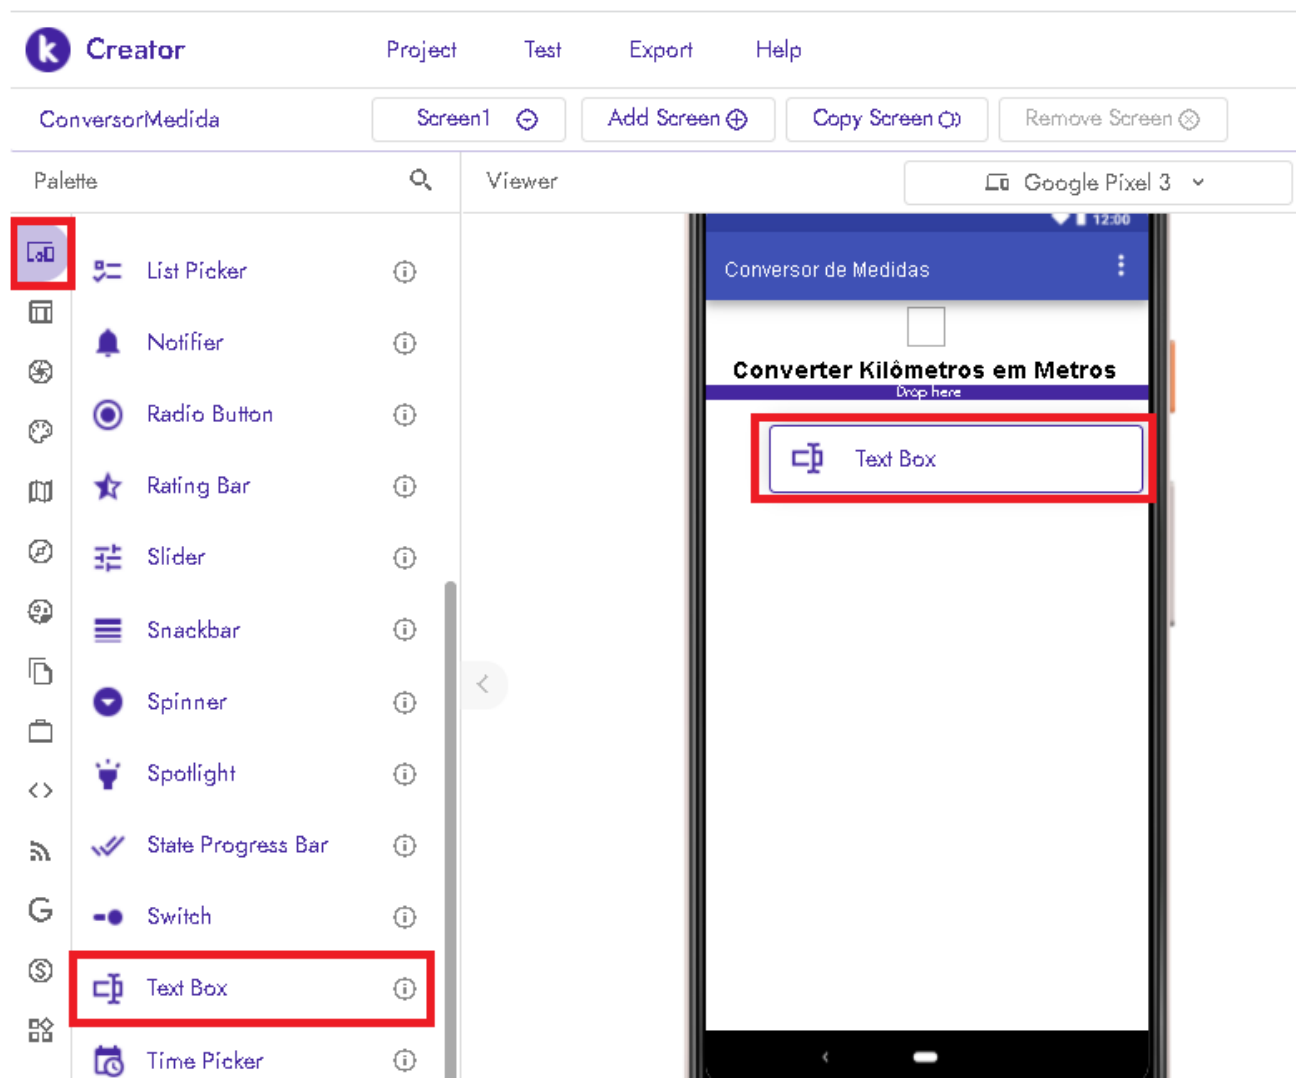 k Creator Project Test Export Help
ConversorMedida Screen1 Add Screen Copy Screen Remove Screen
Palette Viewer Google Pixel 3
12:00
List Picker
Conversor de Medidas
Notifier
Converter Kilômetros em Metros
Drop here
Radio Button
Text Box
Rating Bar
Slider
Snackbar
Spinner
Spotlight
State Progress Bar
Switch
Text Box
Time Picker